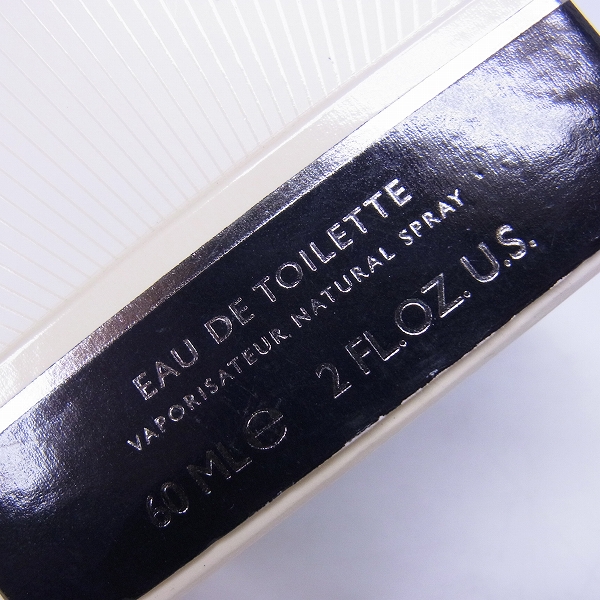 EAU DE TOILETTE
VAPORISATEUR NATURAL SPRAY
60 ML ℮ 2 FL.OZ.U.S.